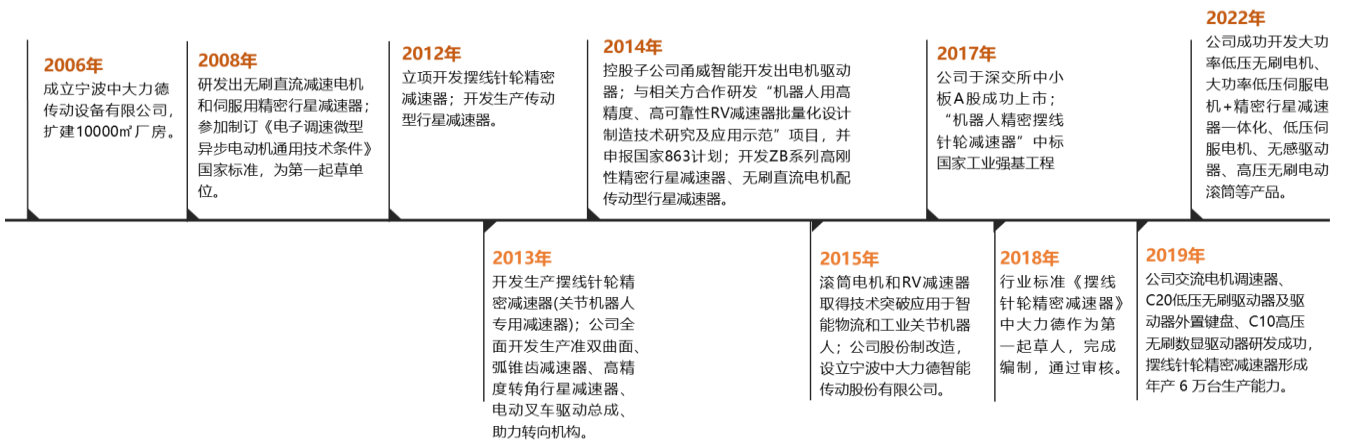 2006年
成立宁波中大力德
传动设备有限公司,
扩建10000㎡厂房。
2008年
研发出无刷直流减速电机
和伺服用精密行星减速器;
参加制订《电子调速微型
异步电动机通用技术条件》
国家标准，为第一起草单
位。
2012年
立项开发摆线针轮精密
减速器；开发生产传动
型行星减速器。
2013年
开发生产摆线针轮精
密减速器(关节机器人
专用减速器)；公司全
面开发生产准双曲面、
弧锥齿减速器、高精
度转角行星减速器、
电动叉车驱动总成、
助力转向机构。
2014年
控股子公司甬威智能开发出电机驱动
器；与相关方合作研发“机器人用高
精度、高可靠性RV减速器批量化设计
制造技术研究及应用示范”项目，并
申报国家863计划；开发ZB系列高刚
性精密行星减速器、无刷直流电机配
传动型行星减速器。
2015年
滚筒电机和RV减速器
取得技术突破应用于智
能物流和工业关节机器
人；公司股份制改造，
设立宁波中大力德智能
传动股份有限公司。
2017年
公司于深交所中小
板A股成功上市；
“机器人精密摆线
针轮减速器”中标
国家工业强基工程
2018年
行业标准《摆线
针轮精密减速器》
中大力德作为第
一起草人，完成
编制，通过审核。
2019年
公司交流电机调速器、
C20低压无刷驱动器及驱
动器外置键盘、C10高压
无刷数显驱动器研发成功，
摆线针轮精密减速器形成
年产 6 万台生产能力。
2022年
公司成功开发大功
率低压无刷电机、
大功率低压伺服电
机+精密行星减速
器一体化、低压伺
服电机、无感驱动
器、高压无刷电动
滚筒等产品。